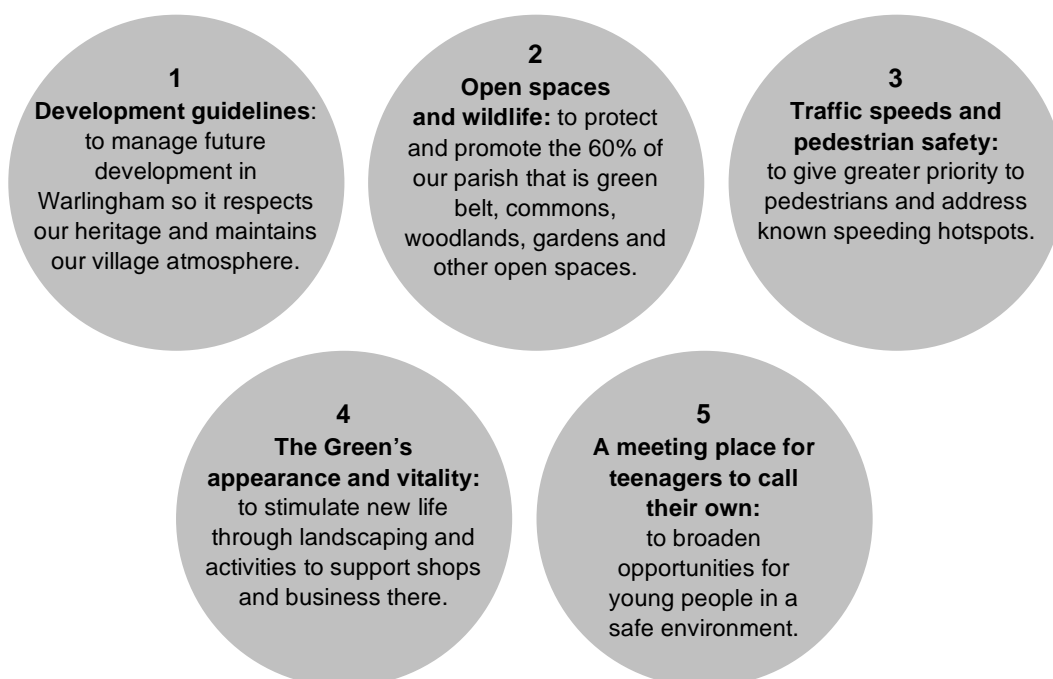 1
Development guidelines:
to manage future
development in
Warlingham so it respects
our heritage and maintains
our village atmosphere.
2
Open spaces
and wildlife: to protect
and promote the 60% of
our parish that is green
belt, commons,
woodlands, gardens and
other open spaces.
3
Traffic speeds and
pedestrian safety:
to give greater priority to
pedestrians and address
known speeding hotspots.
4
The Green’s
appearance and vitality:
to stimulate new life
through landscaping and
activities to support shops
and business there.
5
A meeting place for
teenagers to call
their own:
to broaden
opportunities for
young people in a
safe environment.